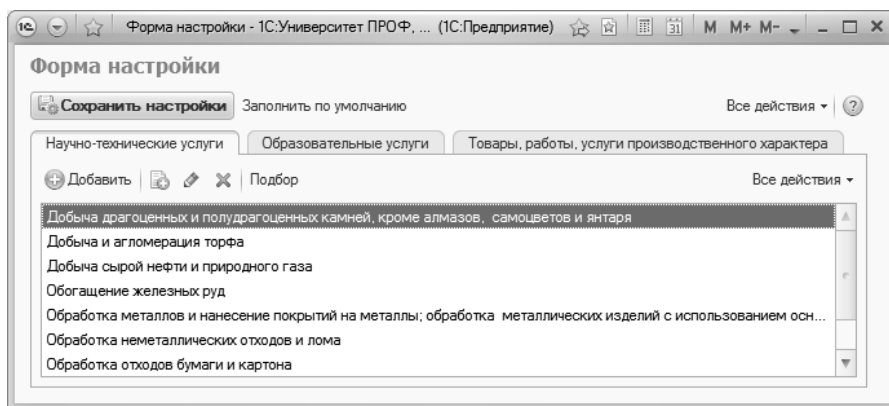 1С Форма настройки - 1С:Университет ПРОФ, ... (1С:Предприятие) 31 M M+ M-
Форма настройки
Сохранить настройки Заполнить по умолчанию Все действия ?
Научно-технические услуги Образовательные услуги Товары, работы, услуги производственного характера
Добавить Подбор Все действия
Добыча драгоценных и полудрагоценных камней, кроме алмазов, самоцветов и янтаря
Добыча и агломерация торфа
Добыча сырой нефти и природного газа
Обогащение железных руд
Обработка металлов и нанесение покрытий на металлы; обработка металлических изделий с использованием осн...
Обработка неметаллических отходов и лома
Обработка отходов бумаги и картона